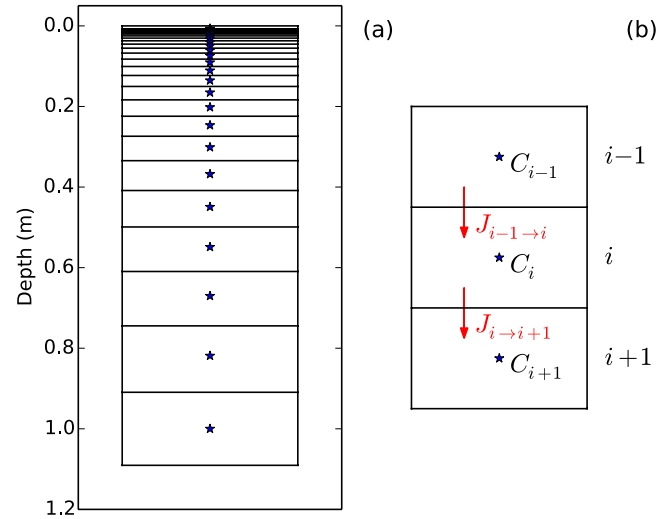 (a)
0.0
0.2
0.4
0.6
0.8
1.0
1.2
Depth (m)
(b)
C_{i−1}
i−1
J_{i−1→i}
C_i
i
J_{i→i+1}
C_{i+1}
i+1